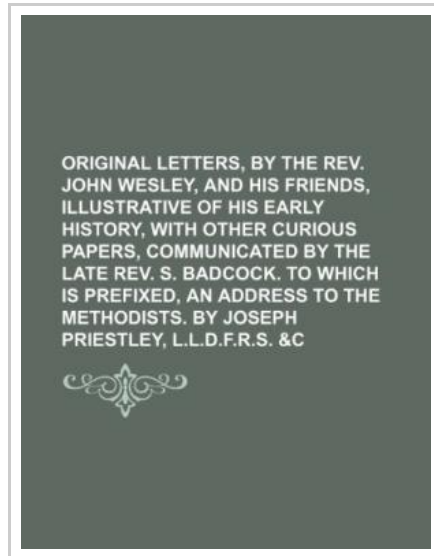 ORIGINAL LETTERS, BY THE REV.
JOHN WESLEY, AND HIS FRIENDS,
ILLUSTRATIVE OF HIS EARLY
HISTORY, WITH OTHER CURIOUS
PAPERS, COMMUNICATED BY THE
LATE REV. S. BADCOCK. TO WHICH
IS PREFIXED, AN ADDRESS TO THE
METHODISTS. BY JOSEPH
PRIESTLEY, L.L.D.F.R.S. &C